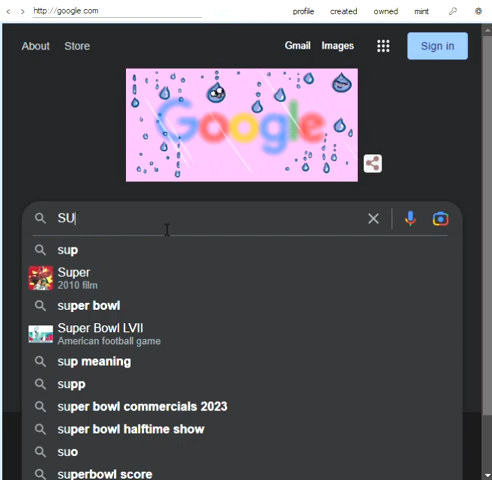 http://google.com
profile
created
owned
mint
About
Store
Gmail
Images
Sign in
Google
SU
sup
Super
2010 film
super bowl
Super Bowl LVII
American football game
sup meaning
supp
super bowl commercials 2023
super bowl halftime show
suo
superbowl score